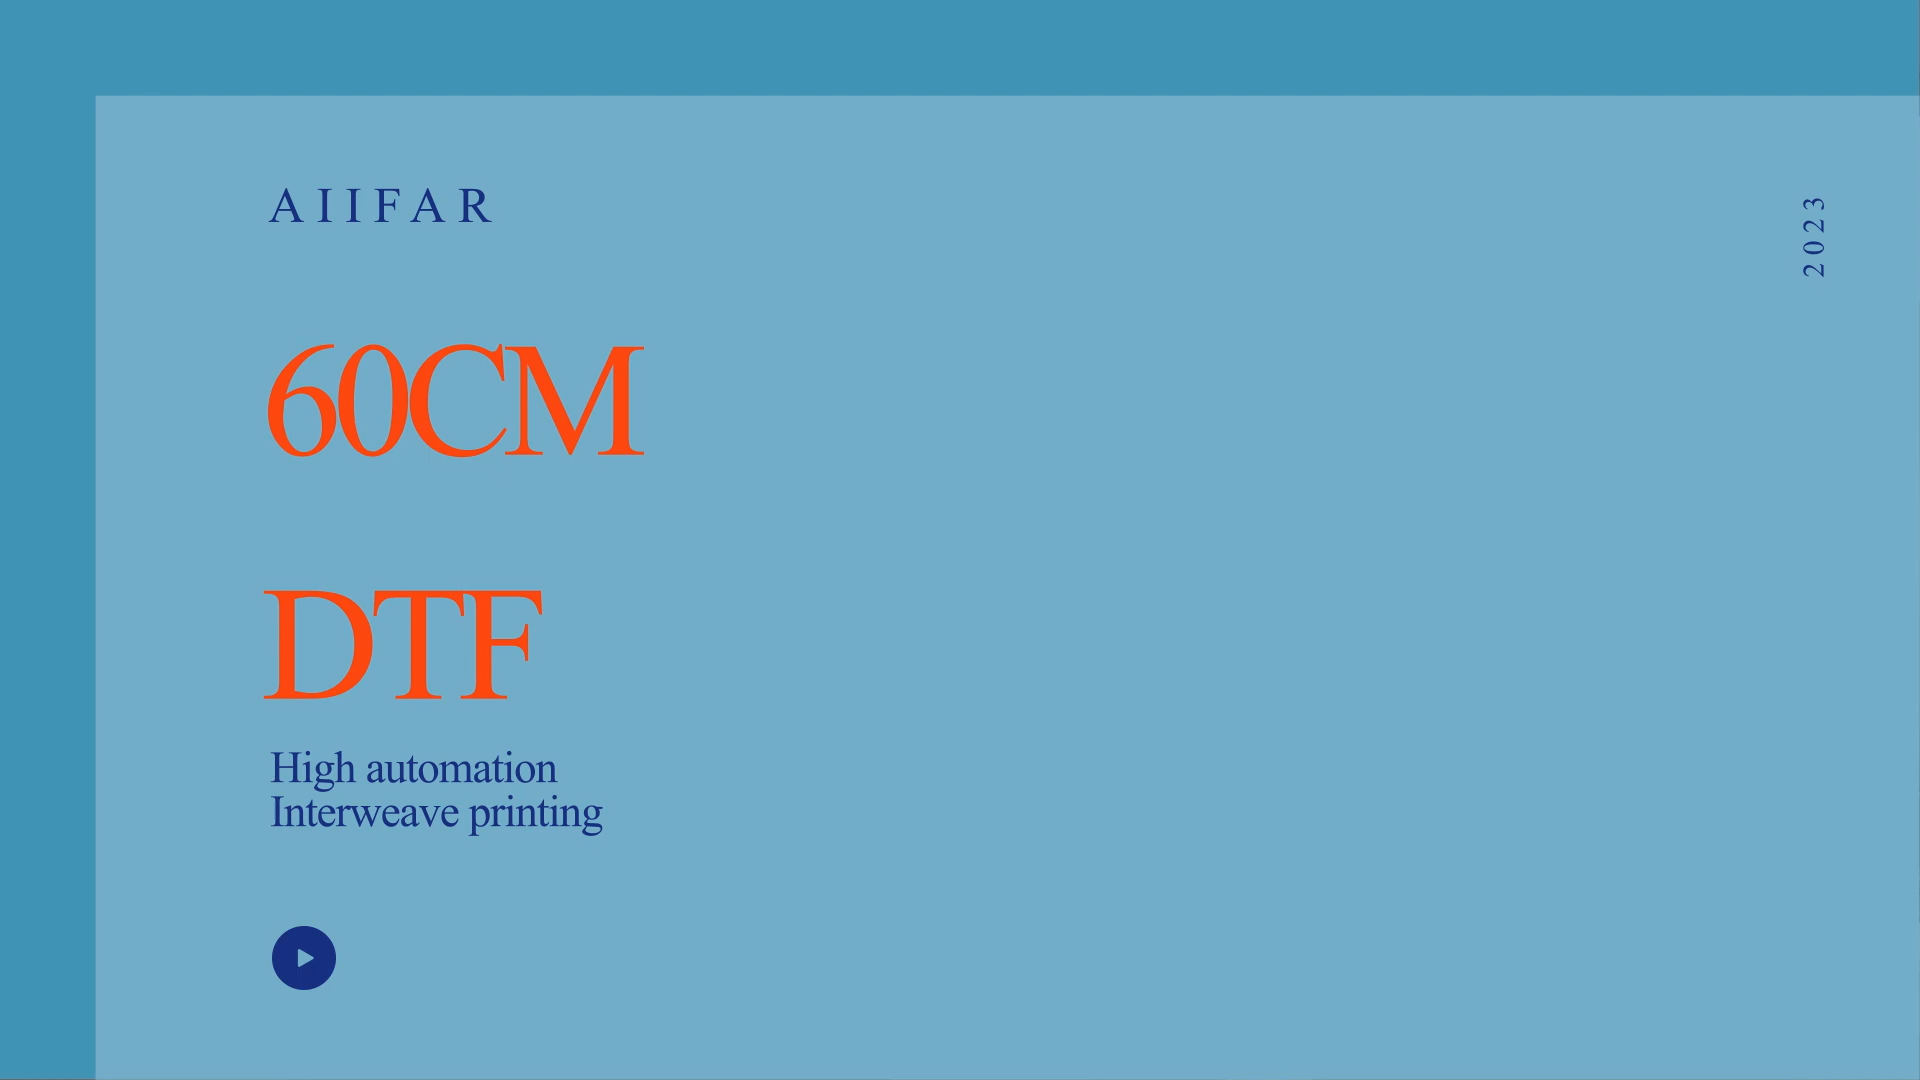 AIIFAR
2023
60CM
DTF
High automation
Interweave printing